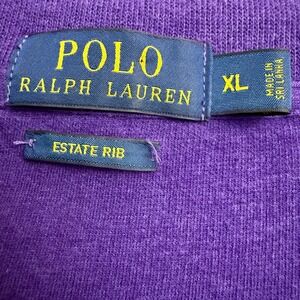 POLO
RALPH LAUREN
XL
MADE IN
SRI LANKA
ESTATE RIB